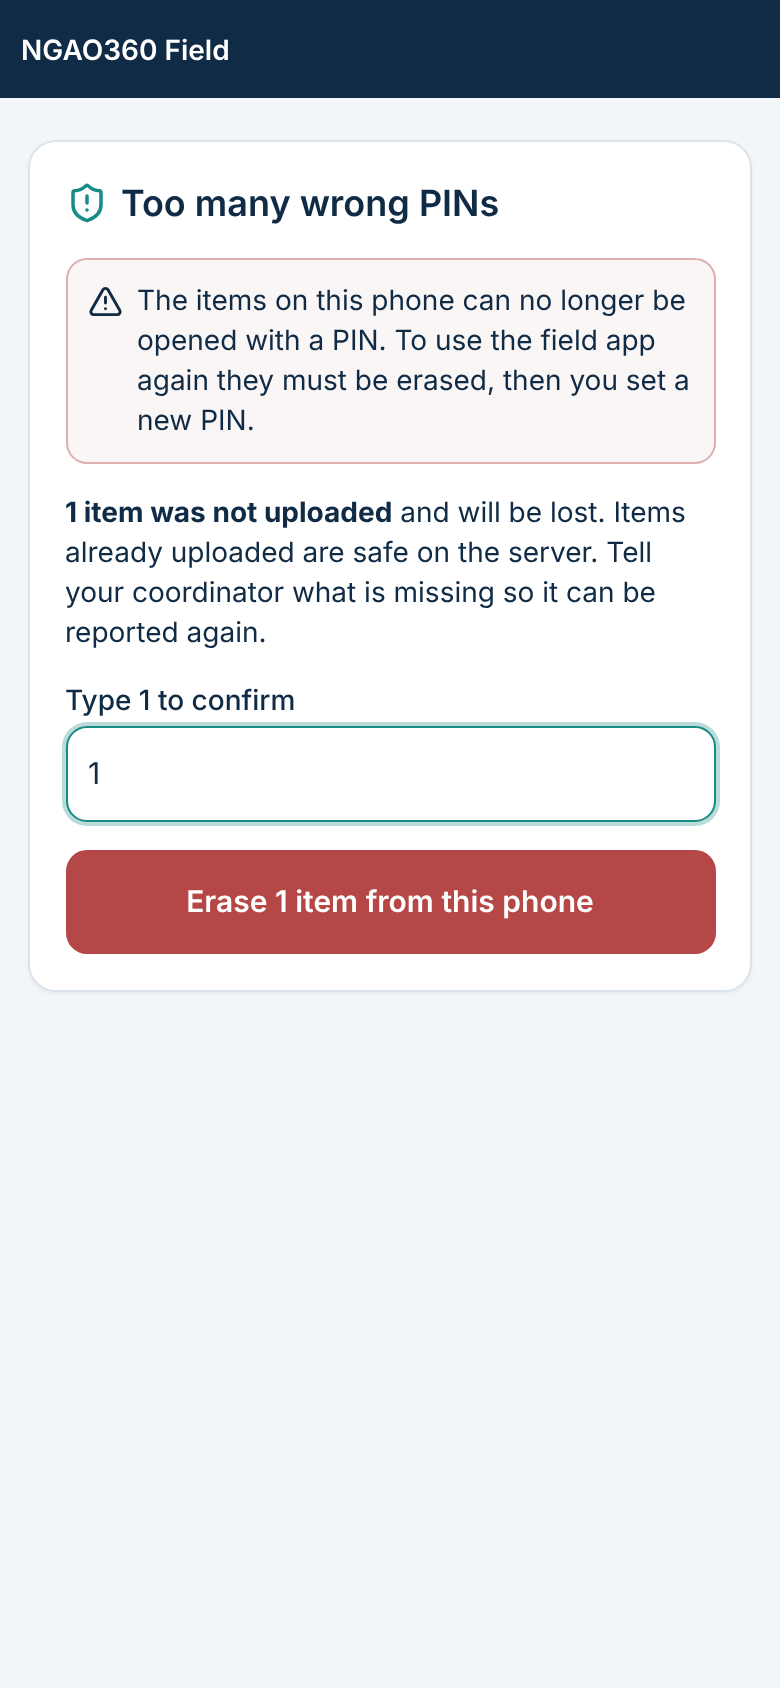 NGAO360 Field
Too many wrong PINs
The items on this phone can no longer be
opened with a PIN. To use the field app
again they must be erased, then you set a
new PIN.
1 item was not uploaded and will be lost. Items
already uploaded are safe on the server. Tell
your coordinator what is missing so it can be
reported again.
Type 1 to confirm
1
Erase 1 item from this phone